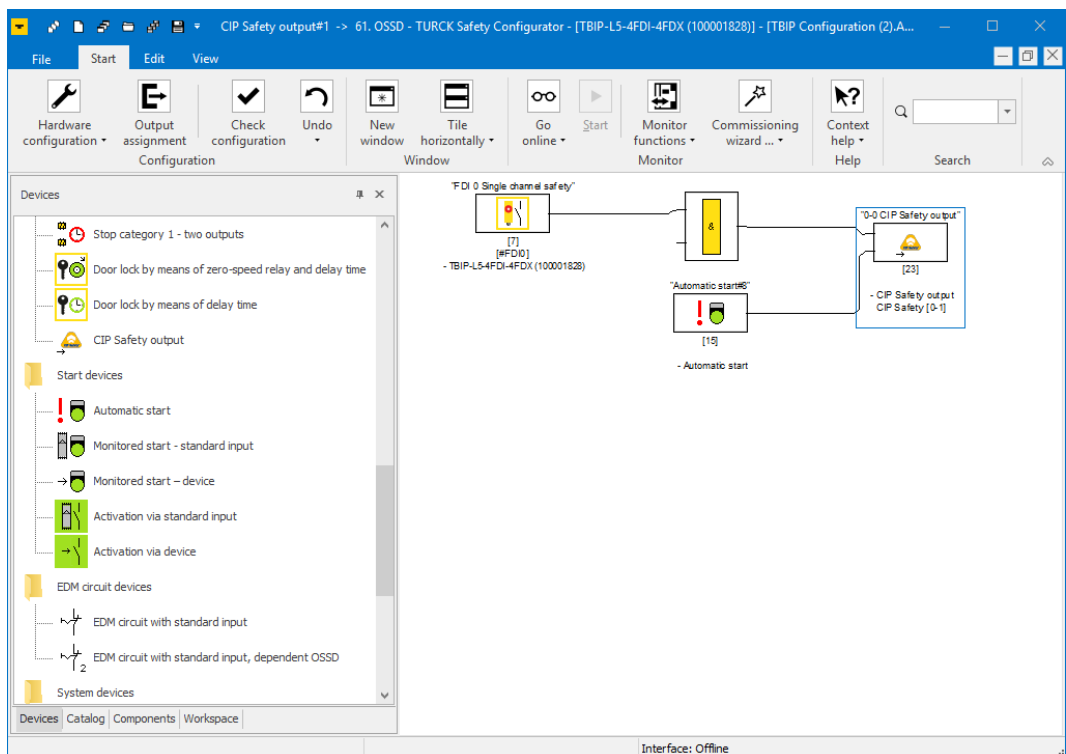 CIP Safety output#1 -> 61. OSSD - TURCK Safety Configurator - [TBIP-L5-4FDI-4FDX (100001828)] - [TBIP Configuration (2).A...
File Start Edit View
Hardware configuration
Output assignment
Check configuration
Undo
New window
Tile horizontally
Go online
Start
Monitor functions
Commissioning wizard ...
Context help
Configuration
Window
Monitor
Help
Search
Devices
Stop category 1 - two outputs
Door lock by means of zero-speed relay and delay time
Door lock by means of delay time
CIP Safety output
Start devices
Automatic start
Monitored start - standard input
Monitored start – device
Activation via standard input
Activation via device
EDM circuit devices
EDM circuit with standard input
2
EDM circuit with standard input, dependent OSSD
System devices
Devices Catalog Components Workspace
"FDI 0 Single channel safety"
[7]
[#FDI0]
- TBIP-L5-4FDI-4FDX (100001828)
&
"Automatic start#8"
[15]
- Automatic start
"0-0 CIP Safety output"
[23]
- CIP Safety output
CIP Safety [0-1]
Interface: Offline